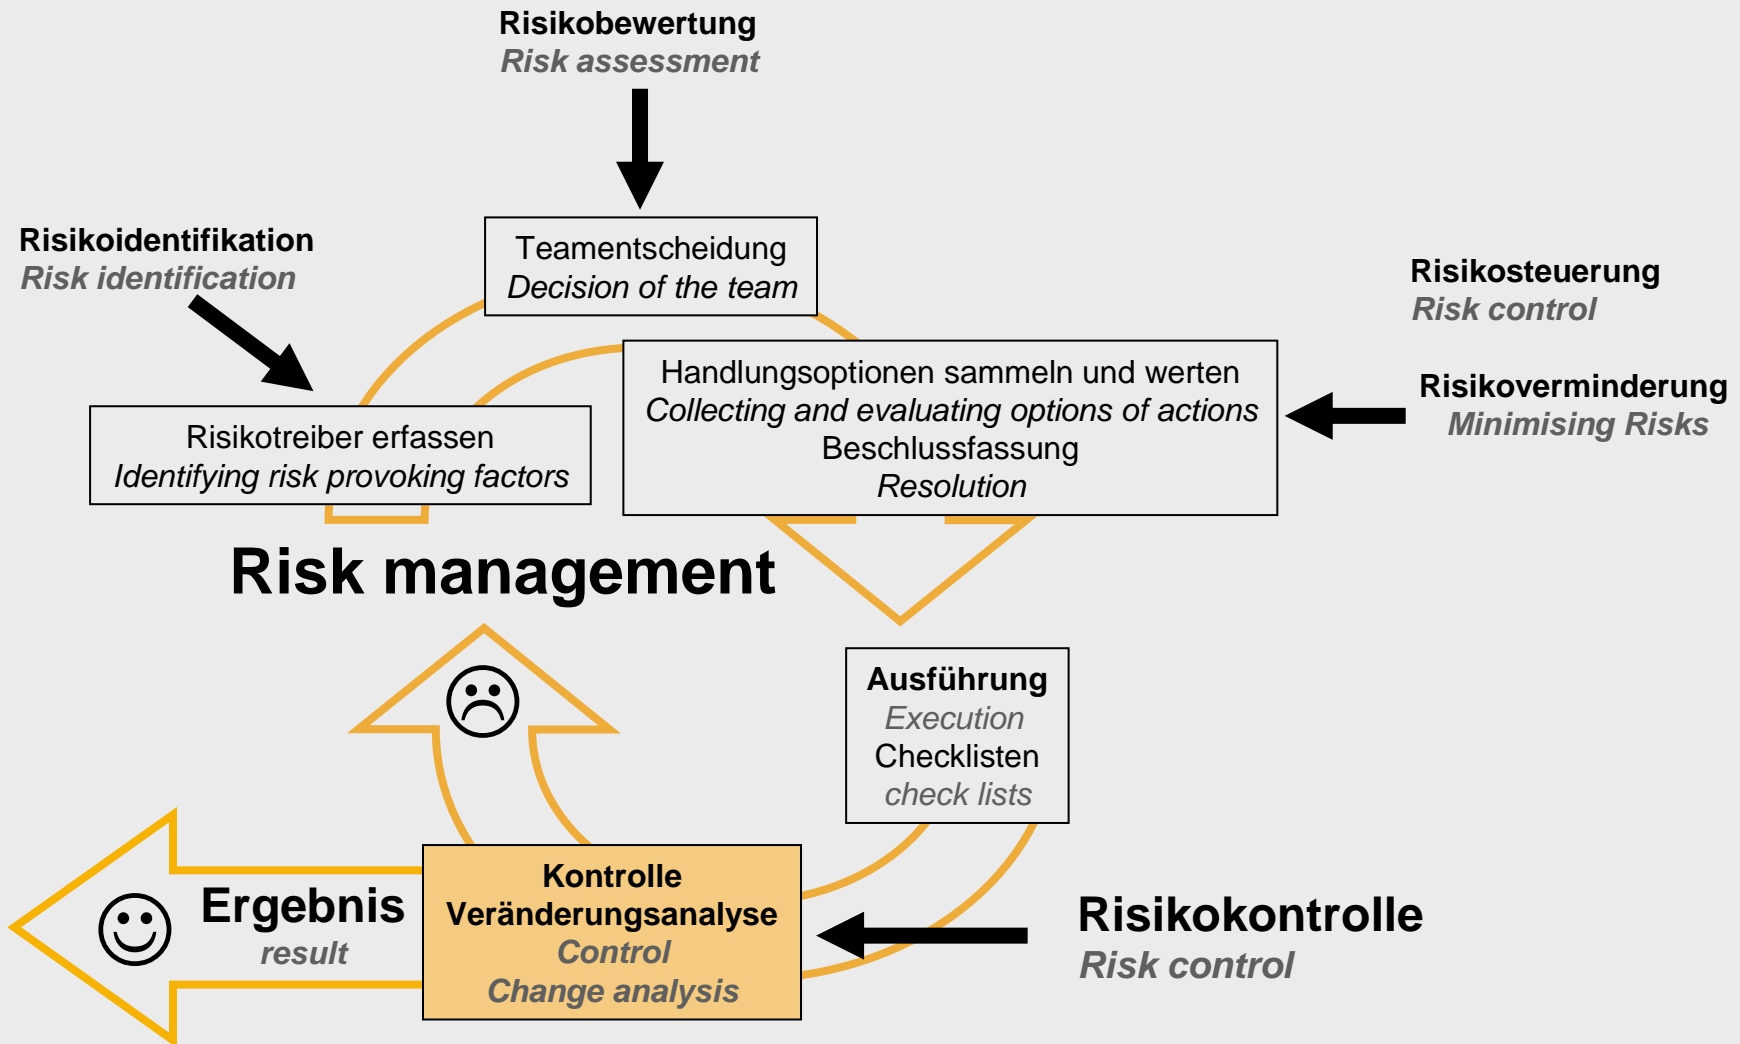 Risikobewertung
Risk assessment
Risikoidentifikation
Risk identification
Teamentscheidung
Decision of the team
Risikosteuerung
Risk control
Handlungsoptionen sammeln und werten
Collecting and evaluating options of actions
Beschlussfassung
Resolution
Risikoverminderung
Minimising Risks
Risikotreiber erfassen
Identifying risk provoking factors
Risk management
Ausführung
Execution
Checklisten
check lists
Ergebnis
result
Kontrolle
Veränderungsanalyse
Control
Change analysis
Risikokontrolle
Risk control